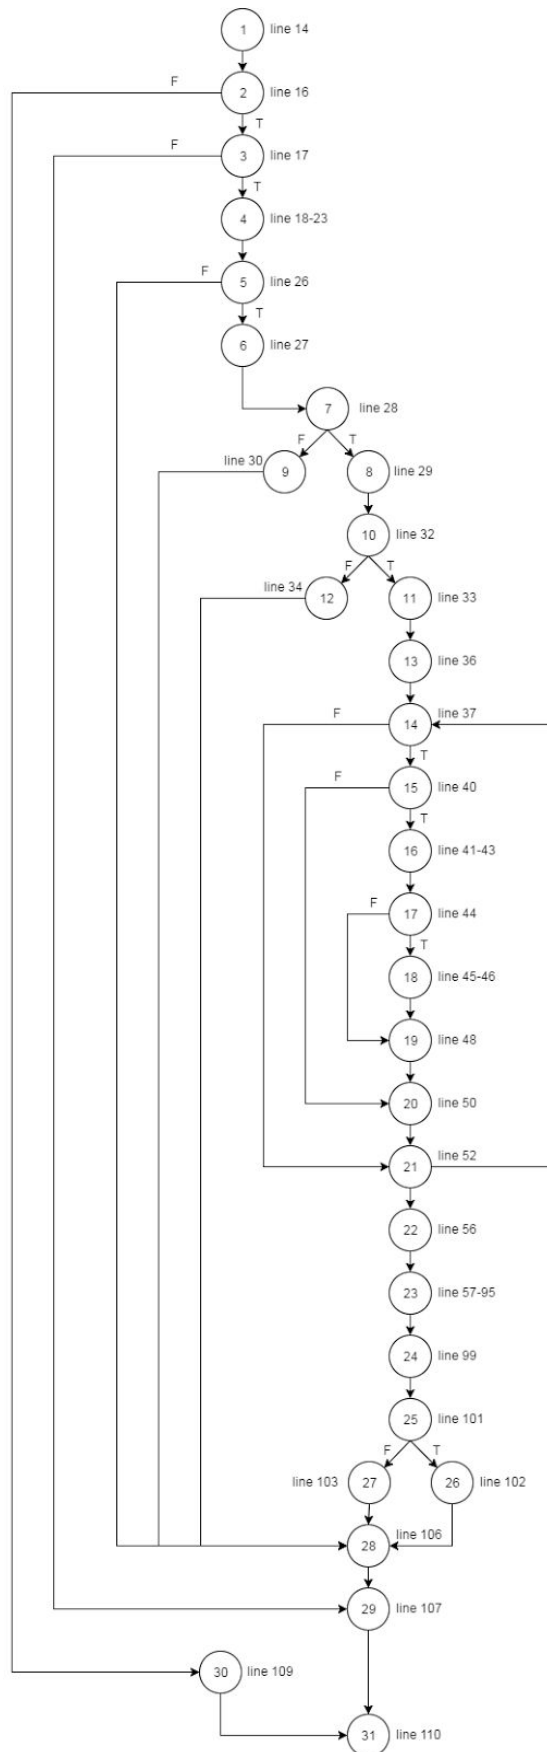 1 line 14
F
2 line 16
T
F
3 line 17
T
4 line 18-23
F
5 line 26
T
6 line 27
7 line 28
F T
line 30 9 8 line 29
10 line 32
F T
line 34 12 11 line 33
13 line 36
F
14 line 37
T
F
15 line 40
T
16 line 41-43
F
17 line 44
T
18 line 45-46
19 line 48
20 line 50
21 line 52
22 line 56
23 line 57-95
24 line 99
25 line 101
F T
line 103 27 26 line 102
28 line 106
29 line 107
30 line 109
31 line 110